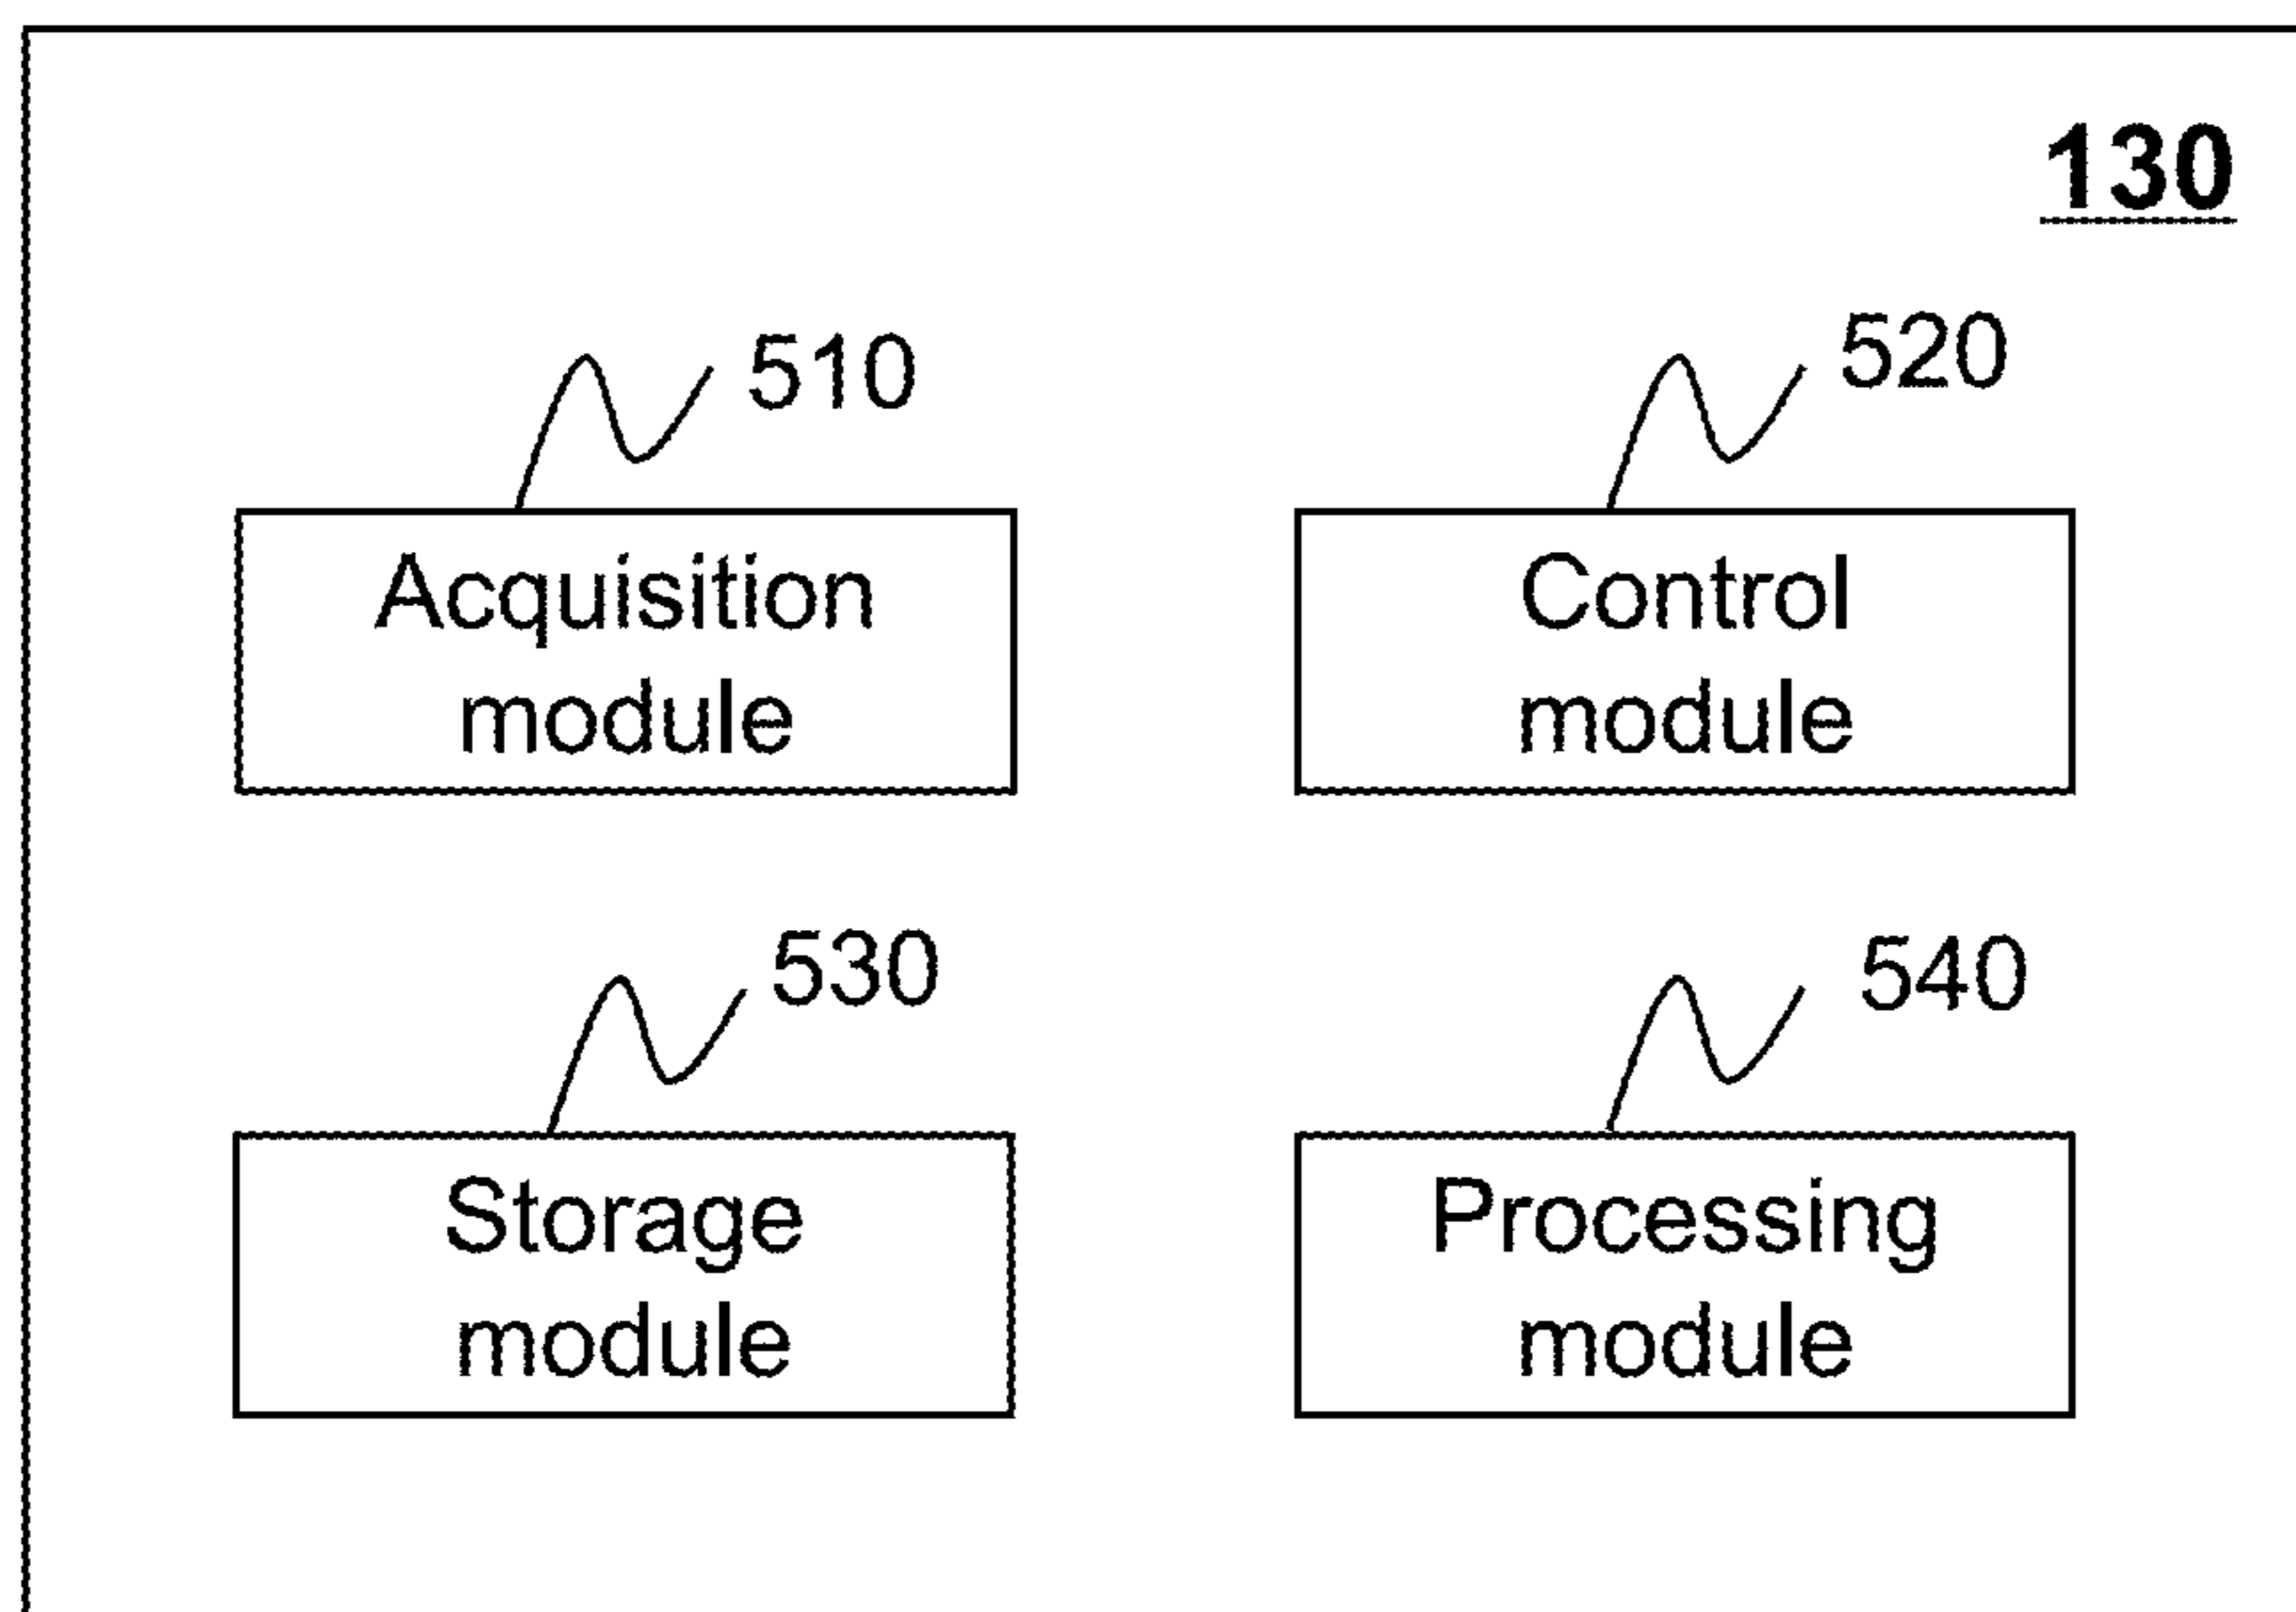 130
510
Acquisition
module
520
Control
module
530
Storage
module
540
Processing
module